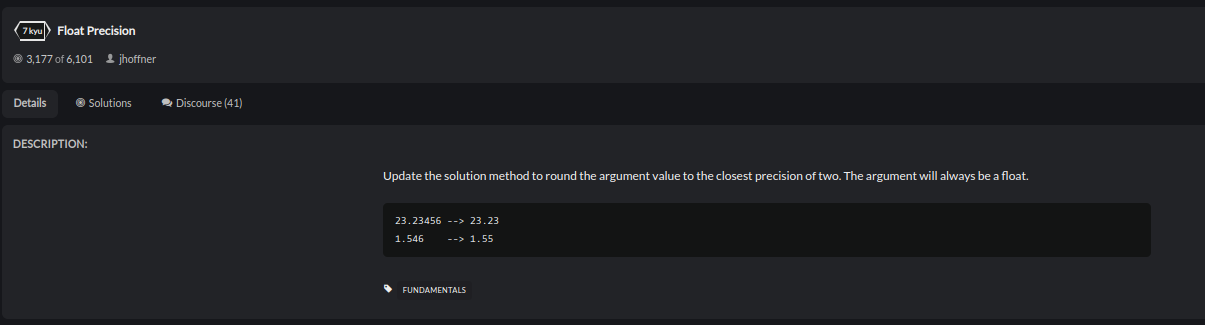 7 kyu Float Precision
3,177 of 6,101 jhoffner
Details Solutions Discourse (41)
DESCRIPTION:
Update the solution method to round the argument value to the closest precision of two. The argument will always be a float.
23.23456 --> 23.23
1.546    --> 1.55
FUNDAMENTALS